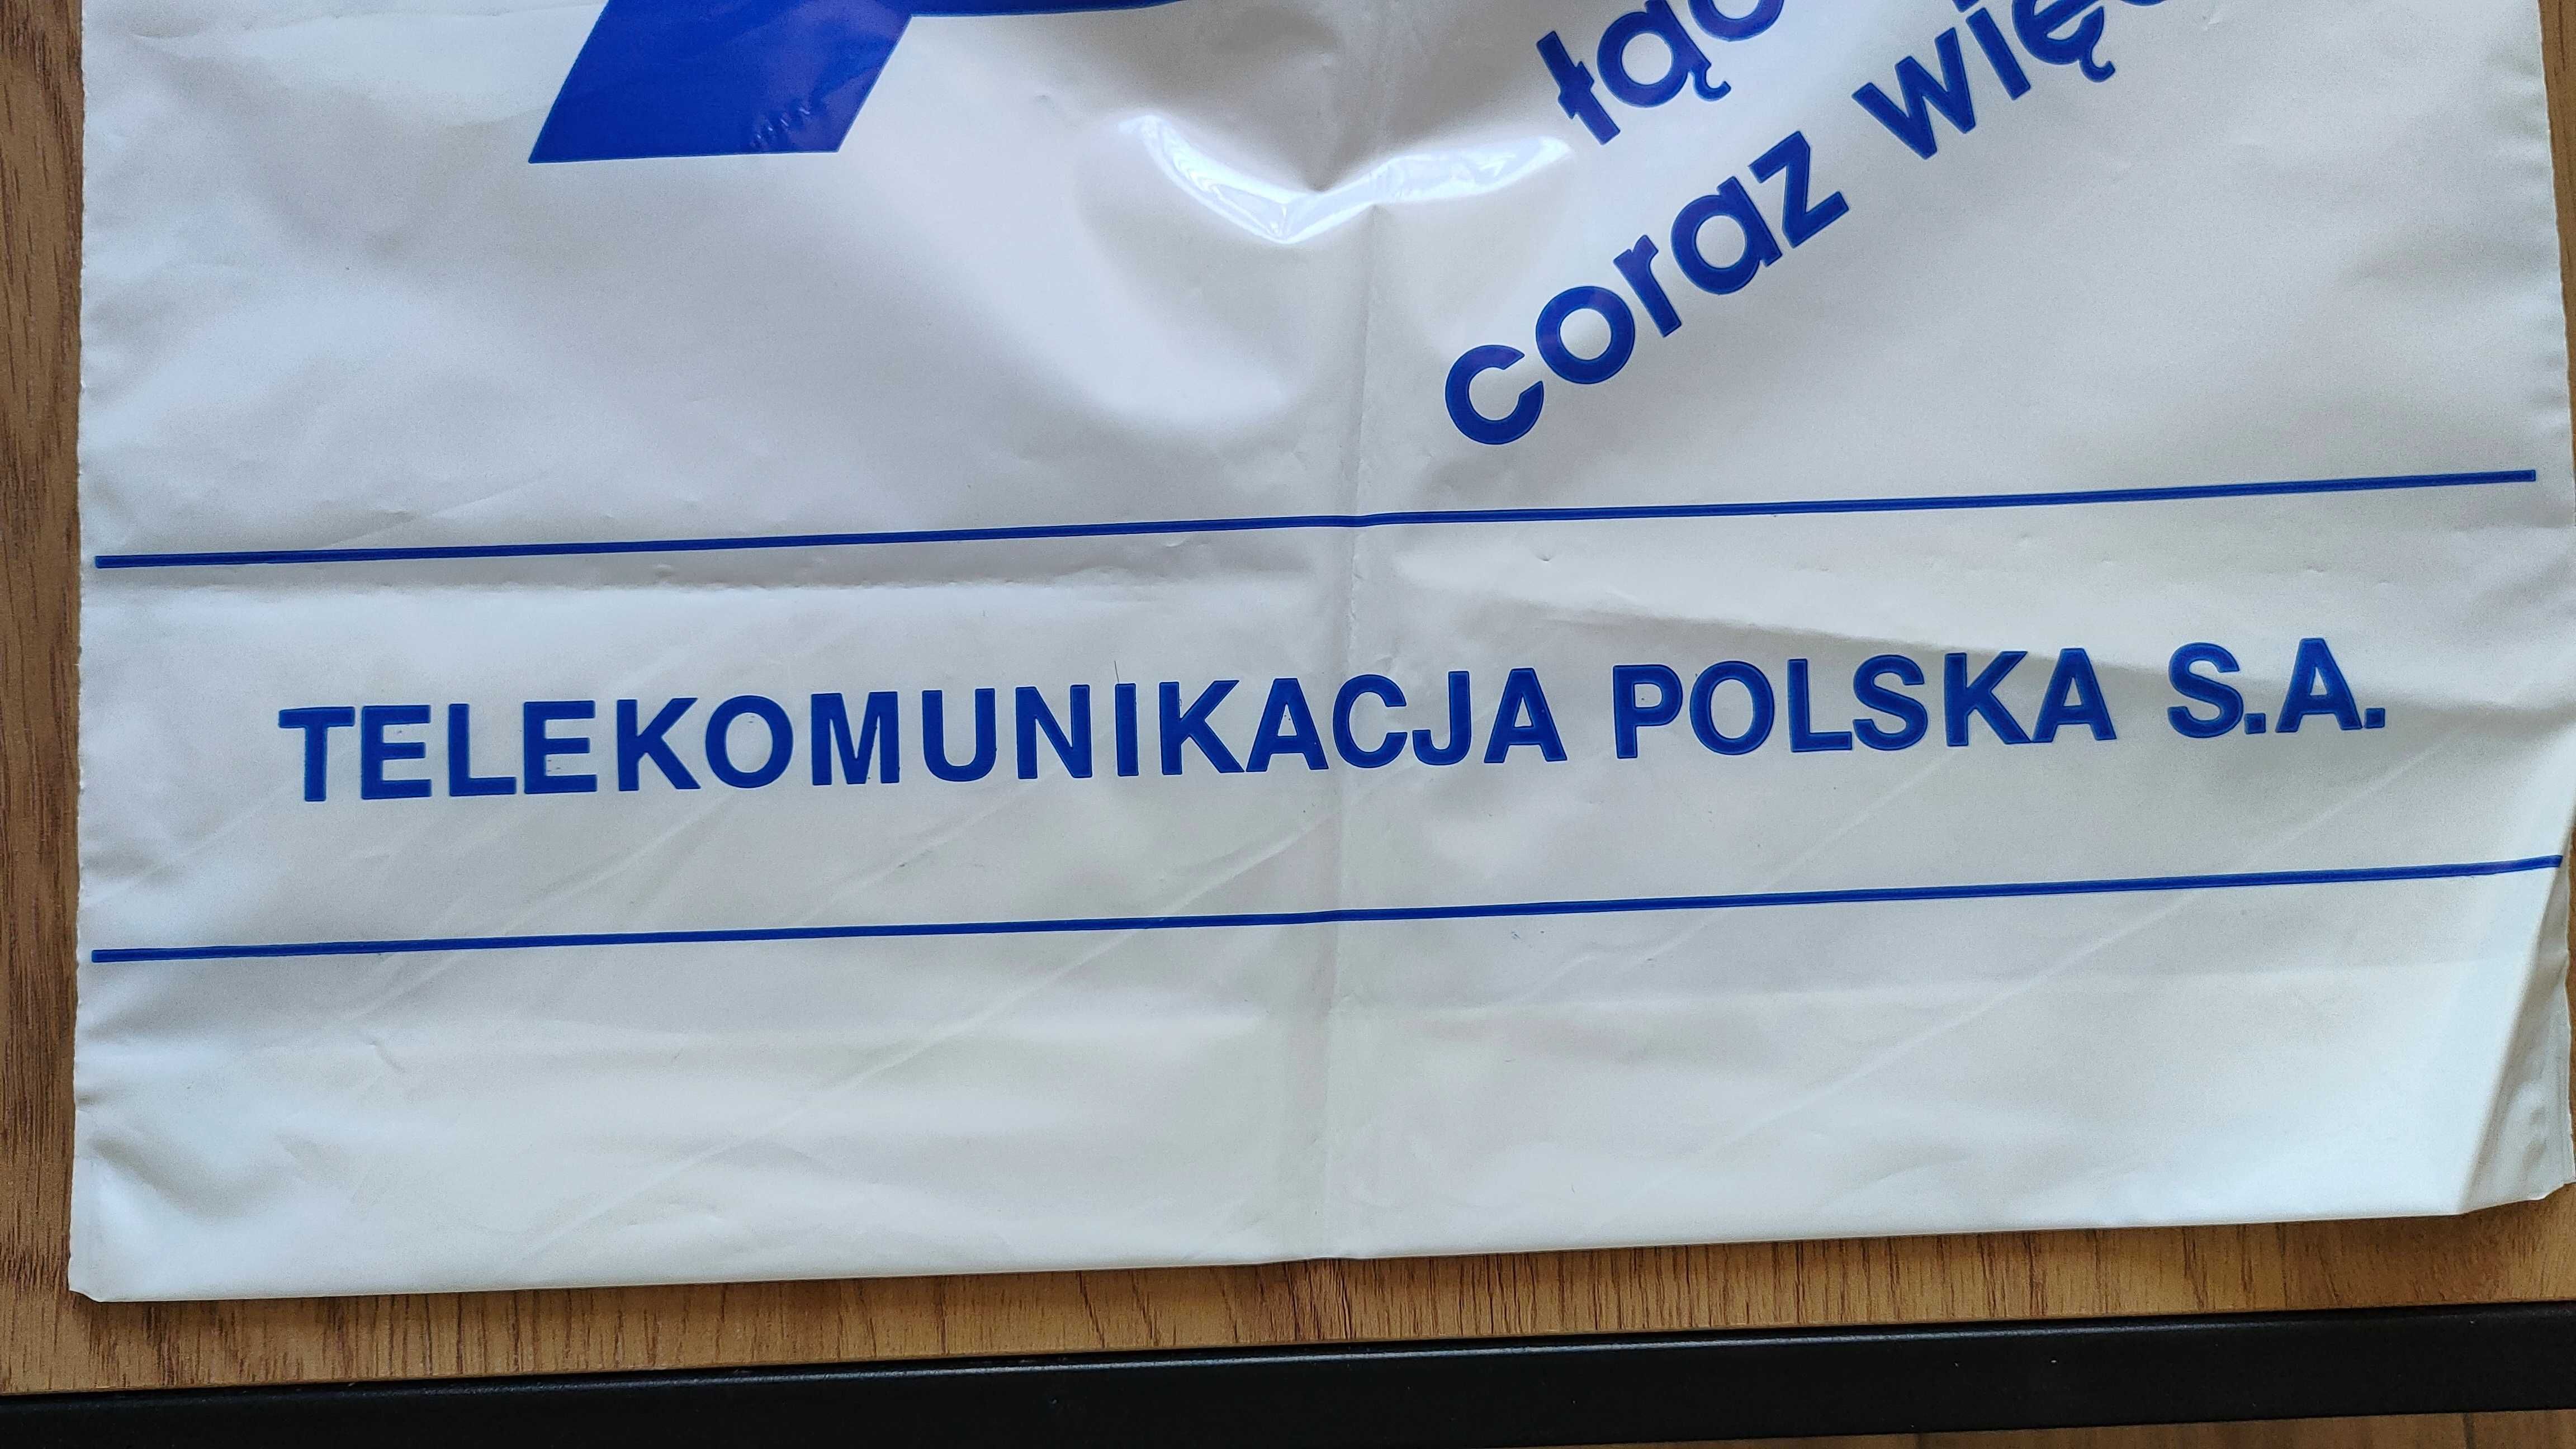 coraz
TELEKOMUNIKACJA POLSKA S.A.